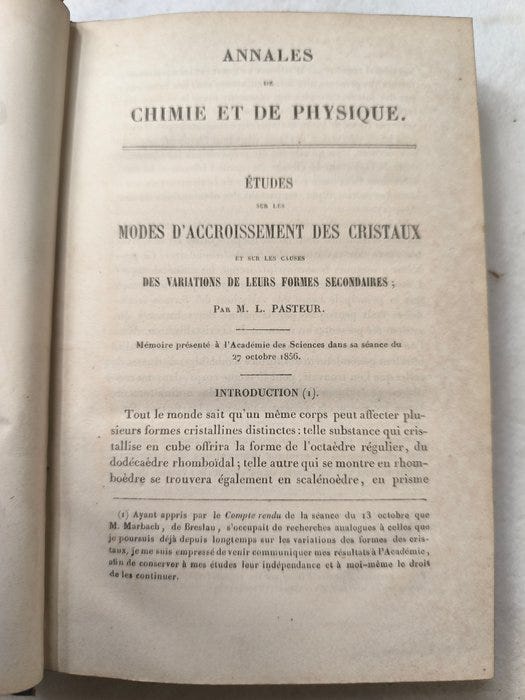 ANNALES
DE
CHIMIE ET DE PHYSIQUE.
ÉTUDES
SUR LES
MODES D'ACCROISSEMENT DES CRISTAUX
ET SUR LES CAUSES
DES VARIATIONS DE LEURS FORMES SECONDAIRES;
PAR M. L. PASTEUR.
Mémoire présenté à l'Académie des Sciences dans sa séance du
27 octobre 1856.
INTRODUCTION (1).
Tout le monde sait qu'un même corps peut affecter plu-
sieurs formes cristallines distinctes: telle substance qui cris-
tallise en cube offrira la forme de l'octaèdre régulier, du
dodécaèdre rhomboïdal; telle autre qui se montre en rhom-
boèdre se trouvera également en scalénoèdre, en prisme
(1) Ayant appris par le Compte rendu de la séance du 13 octobre que
M. Marbach, de Breslau, s'occupait de recherches analogues à celles que
je poursuis déjà depuis longtemps sur les variations des formes des cris-
taux, je me suis empressé de venir communiquer mes résultats à l'Académie,
afin de conserver à mes études leur indépendance et à moi-même le droit
de les continuer.